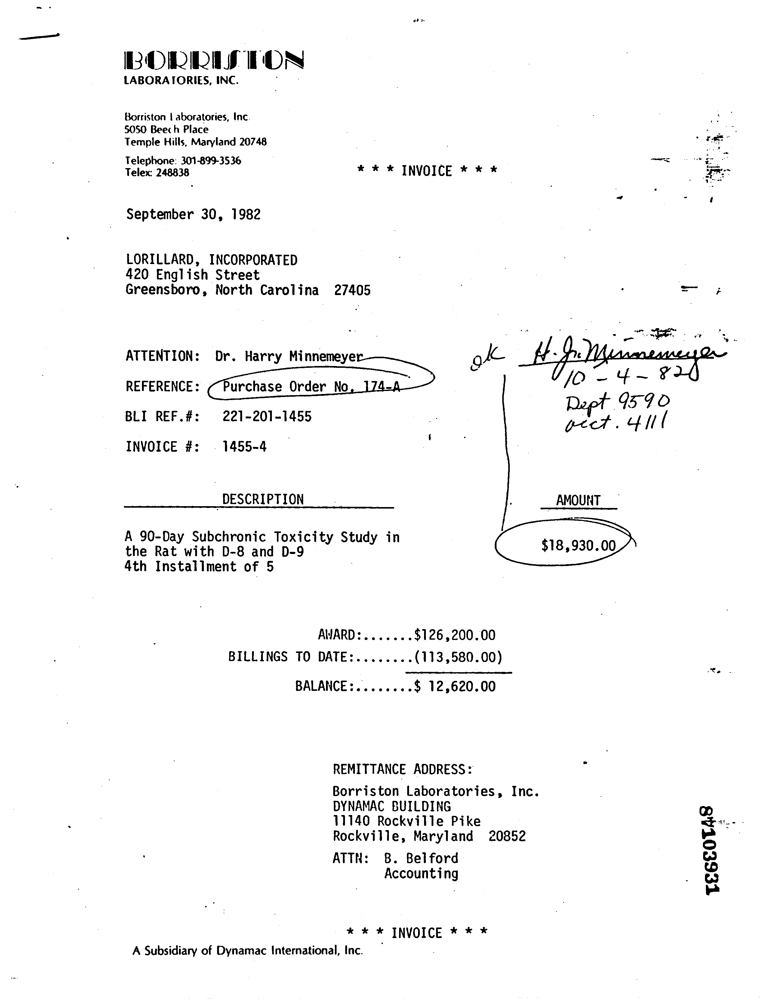 BORRISTON
LABORATORIES, INC.
Borriston Laboratories, Inc.
5050 Beech Place
Temple Hills, Maryland 20748
Telephone: 301-899-3536
Telex: 248838
* * * INVOICE * * *
September 30, 1982
LORILLARD, INCORPORATED
420 English Street
Greensboro, North Carolina 27405
ATTENTION: Dr. Harry Minnemeyer
ok H. J. Minnemeyer
10-4-82
REFERENCE: Purchase Order No. 174-A
Dept 9590
acct. 4111
BLI REF.#: 221-201-1455
INVOICE #: 1455-4
DESCRIPTION AMOUNT
A 90-Day Subchronic Toxicity Study in
the Rat with D-8 and D-9
4th Installment of 5
$18,930.00
AWARD:.......$126,200.00
BILLINGS TO DATE:........(113,580.00)
BALANCE:........$ 12,620.00
REMITTANCE ADDRESS:
Borriston Laboratories, Inc.
DYNAMAC BUILDING
11140 Rockville Pike
Rockville, Maryland 20852
ATTN: B. Belford
Accounting
* * * INVOICE * * *
A Subsidiary of Dynamac International, Inc.